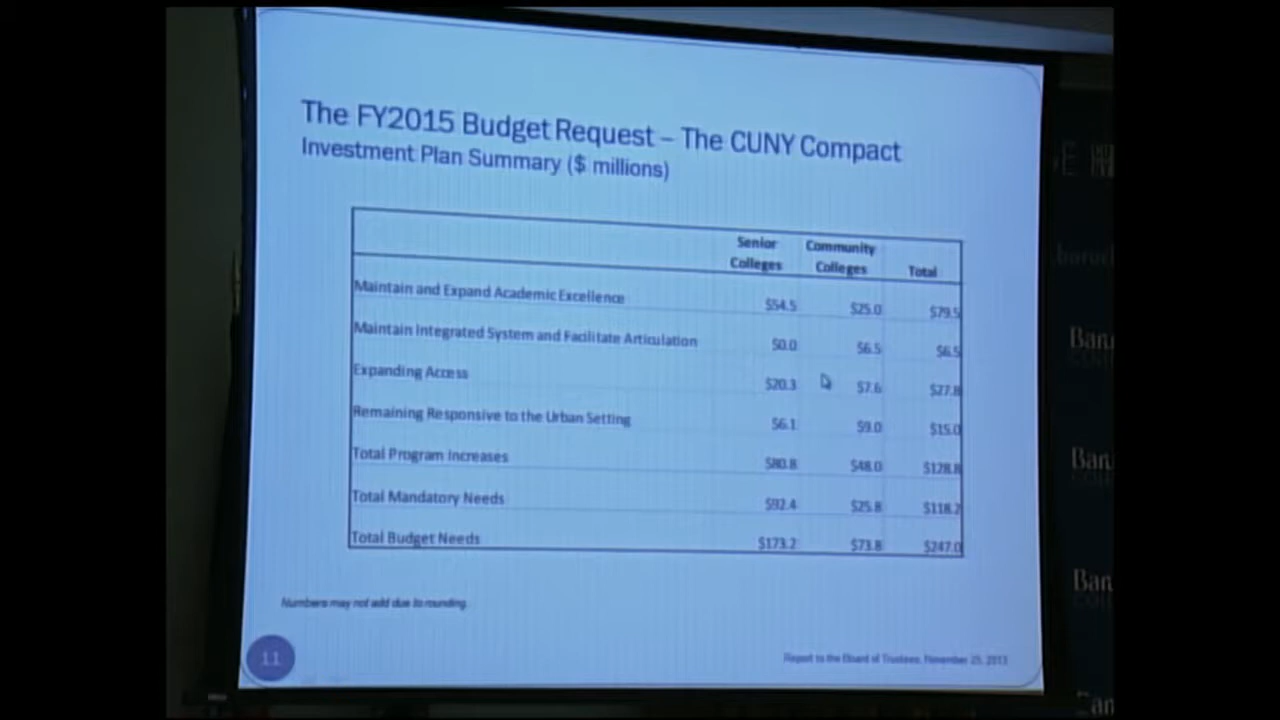 The FY2015 Budget Request – The CUNY Compact
Investment Plan Summary ($ millions)
Senior Colleges Community Colleges Total
Maintain and Expand Academic Excellence $54.5 $25.0 $79.5
Maintain Integrated System and Facilitate Articulation $0.0 $6.5 $6.5
Expanding Access $20.3 $7.6 $27.8
Remaining Responsive to the Urban Setting $6.1 $9.0 $15.0
Total Program Increases $80.8 $48.0 $128.8
Total Mandatory Needs $92.4 $25.8 $118.2
Total Budget Needs $173.2 $73.8 $247.0
Numbers may not add due to rounding.
11
Report to the Board of Trustees, November 25, 2013
Bar
Bar
Bar